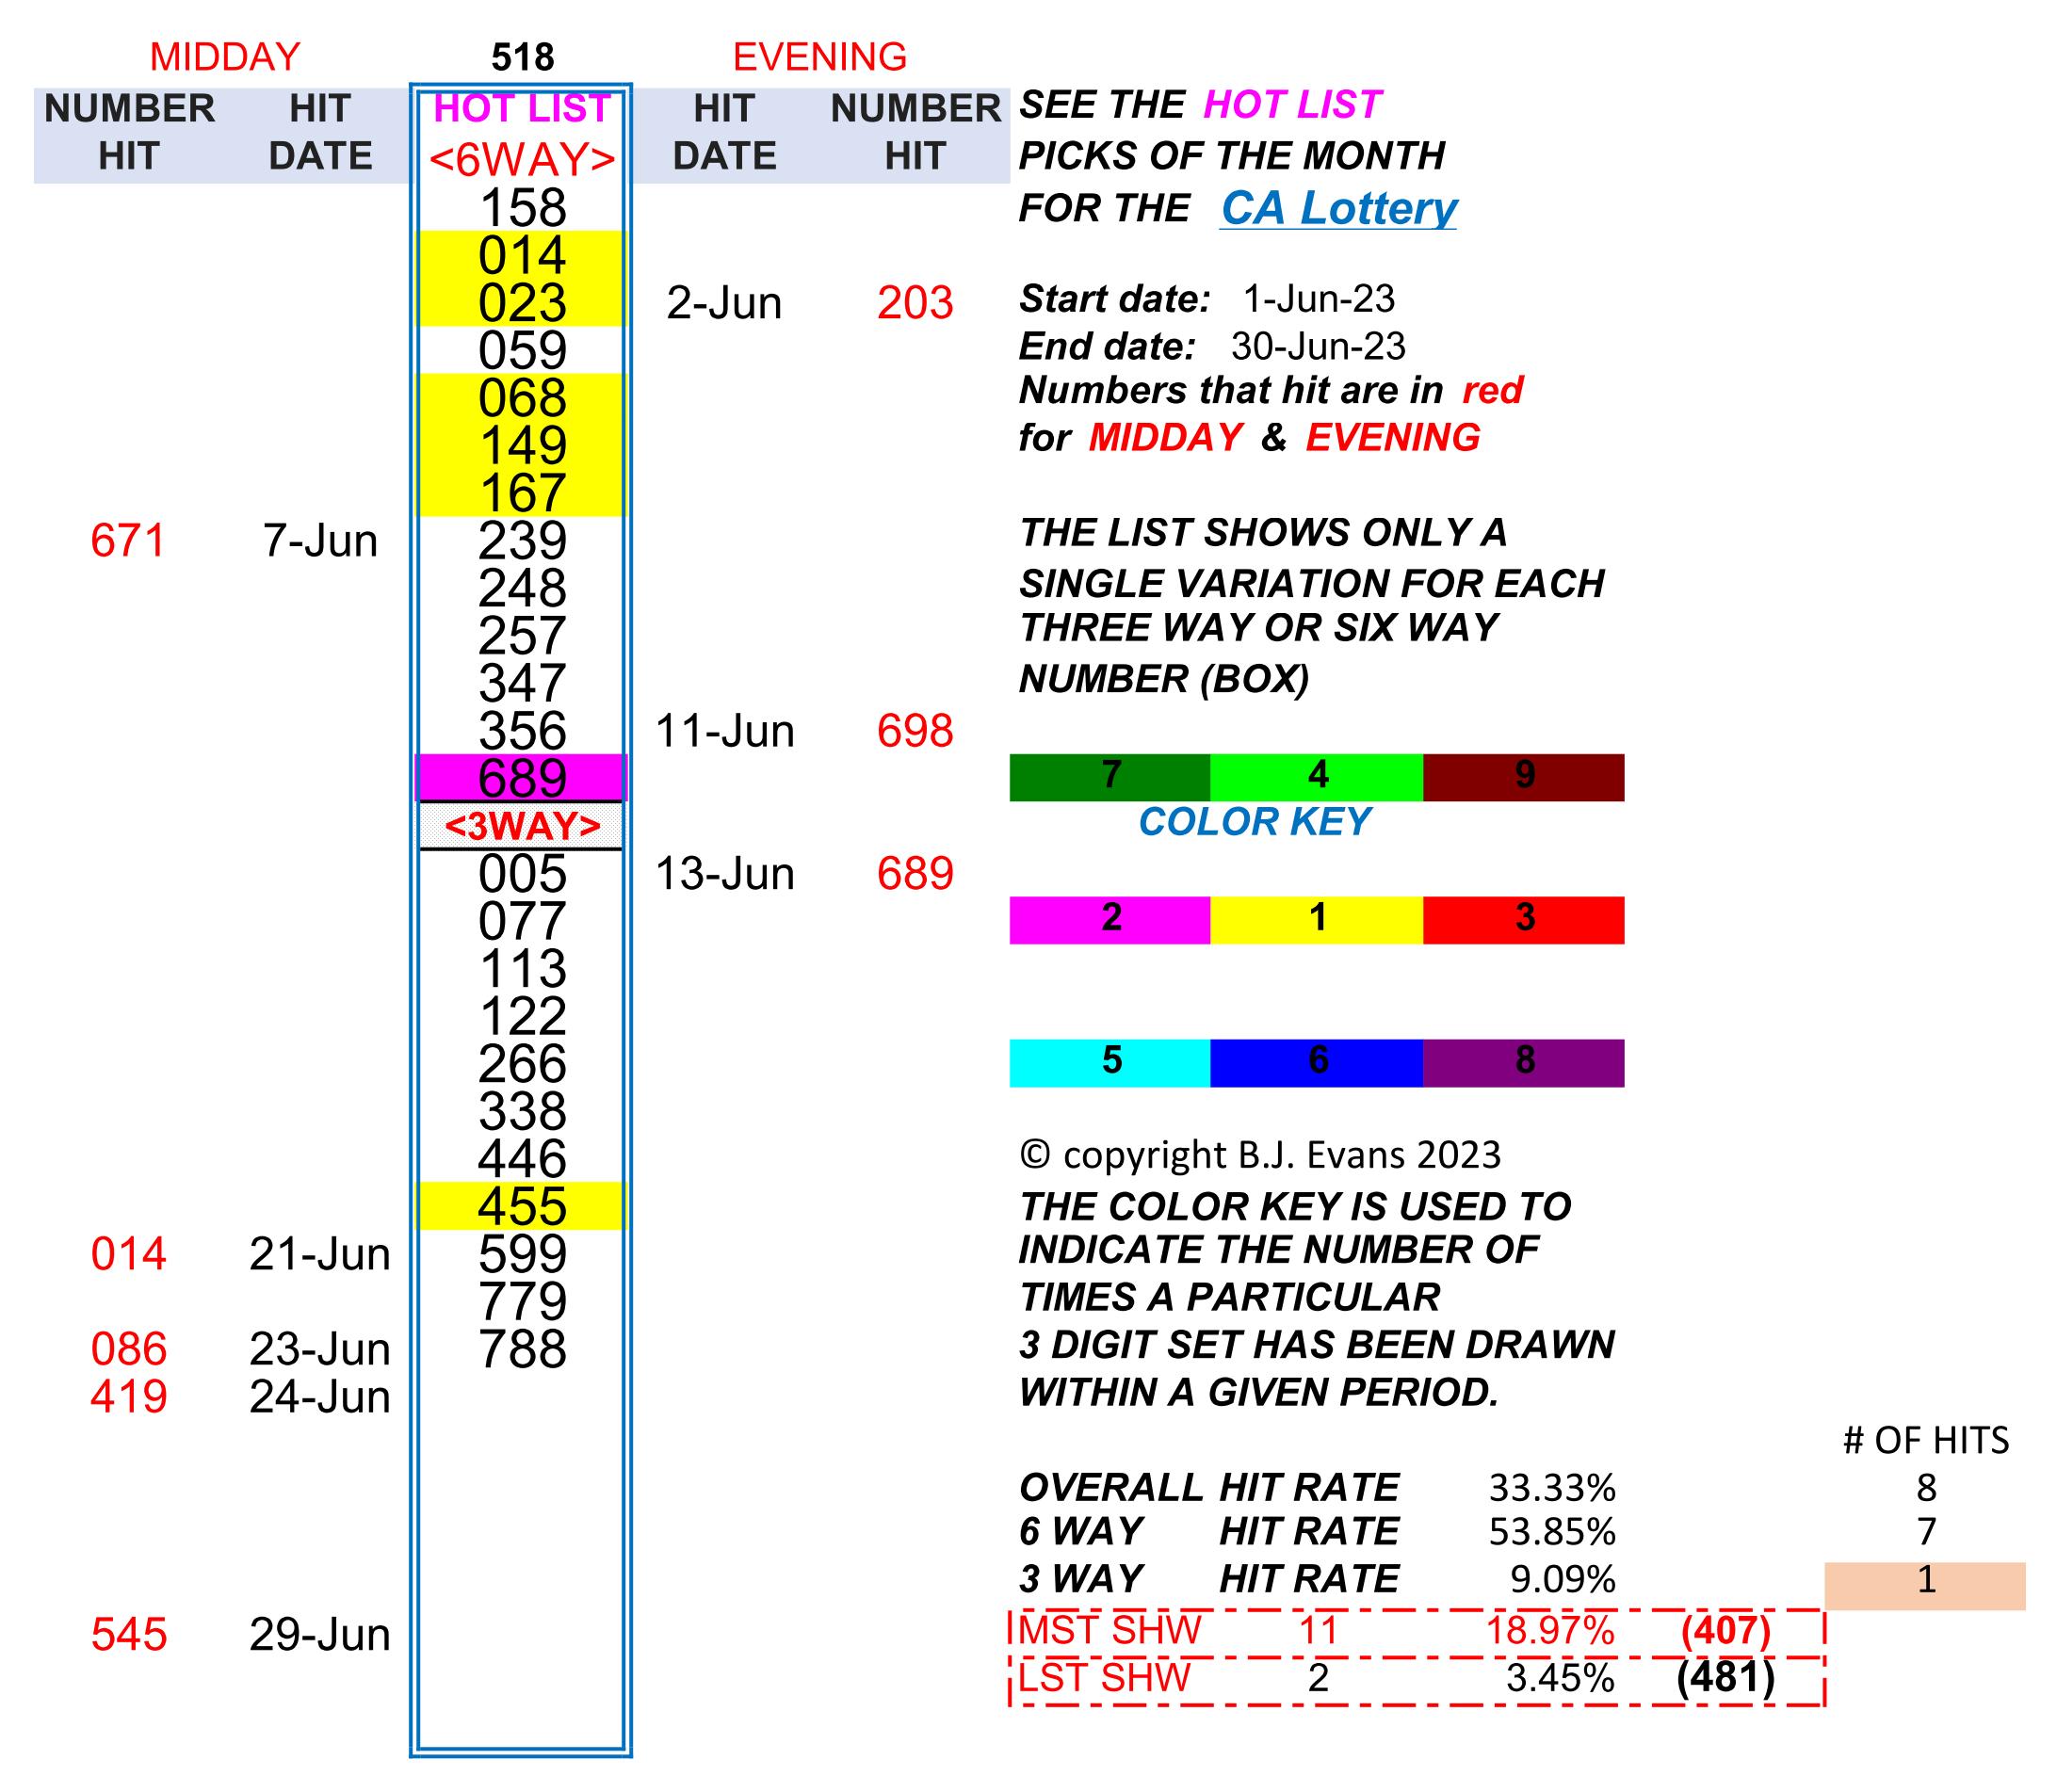 MIDDAY 518 EVENING
NUMBER HIT HOT LIST HIT NUMBER SEE THE HOT LIST
HIT DATE <6WAY> DATE HIT PICKS OF THE MONTH
158 FOR THE CA Lottery
014
023 2-Jun 203 Start date: 1-Jun-23
059 End date: 30-Jun-23
068 Numbers that hit are in red
149 for MIDDAY & EVENING
167
671 7-Jun 239 THE LIST SHOWS ONLY A
248 SINGLE VARIATION FOR EACH
257 THREE WAY OR SIX WAY
347 NUMBER (BOX)
356 11-Jun 698
689 7 4 9
<3WAY> COLOR KEY
005 13-Jun 689
077 2 1 3
113
122
266 5 6 8
338
446 © copyright B.J. Evans 2023
455 THE COLOR KEY IS USED TO
014 21-Jun 599 INDICATE THE NUMBER OF
779 TIMES A PARTICULAR
086 23-Jun 788 3 DIGIT SET HAS BEEN DRAWN
419 24-Jun WITHIN A GIVEN PERIOD.
# OF HITS
OVERALL HIT RATE 33.33% 8
6 WAY HIT RATE 53.85% 7
3 WAY HIT RATE 9.09% 1
545 29-Jun MST SHW 11 18.97% (407)
LST SHW 2 3.45% (481)